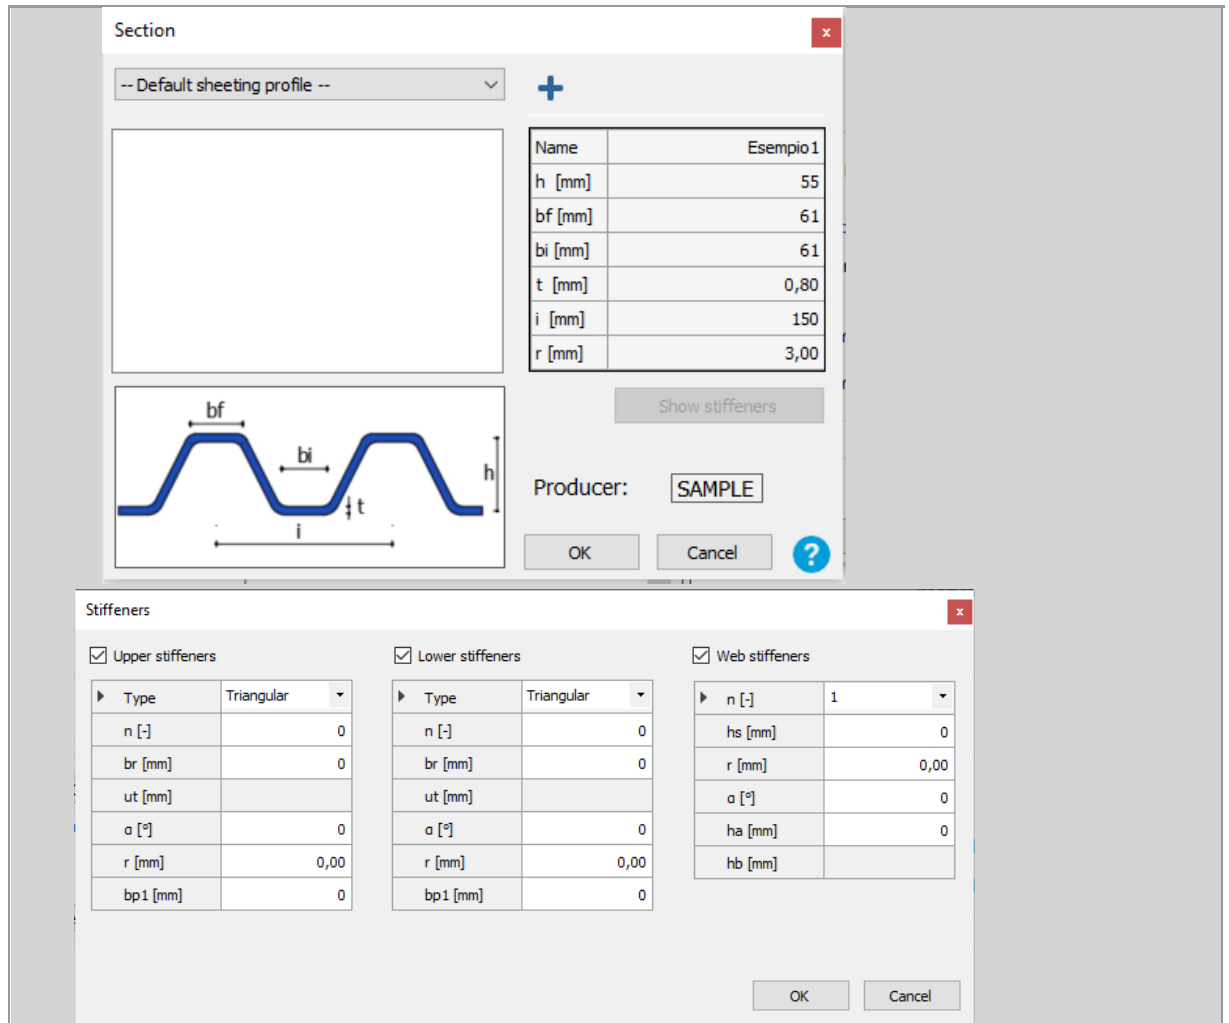 Section
x
-- Default sheeting profile --
Name Esempio1
h [mm] 55
bf [mm] 61
bi [mm] 61
t [mm] 0,80
i [mm] 150
r [mm] 3,00
Show stiffeners
bf
bi
h
t
i
Producer: SAMPLE
OK Cancel ?
Stiffeners
x
Upper stiffeners
Type Triangular
n [-] 0
br [mm] 0
ut [mm]
α [°] 0
r [mm] 0,00
bp1 [mm] 0
Lower stiffeners
Type Triangular
n [-] 0
br [mm] 0
ut [mm]
α [°] 0
r [mm] 0,00
bp1 [mm] 0
Web stiffeners
n [-] 1
hs [mm] 0
r [mm] 0,00
α [°] 0
ha [mm] 0
hb [mm]
OK Cancel